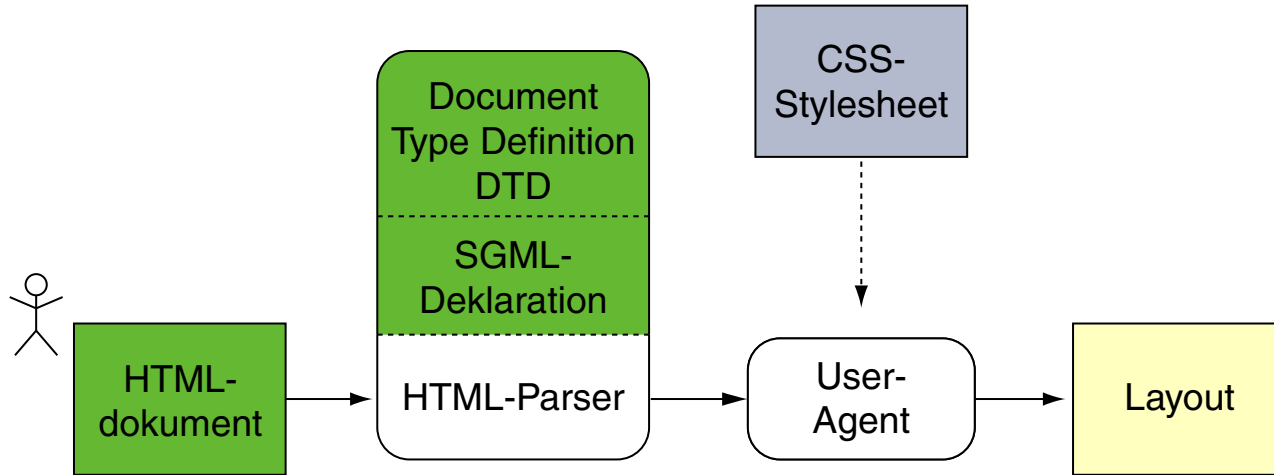 HTML-
dokument
Document
Type Definition
DTD
SGML-
Deklaration
HTML-Parser
CSS-
Stylesheet
User-
Agent
Layout